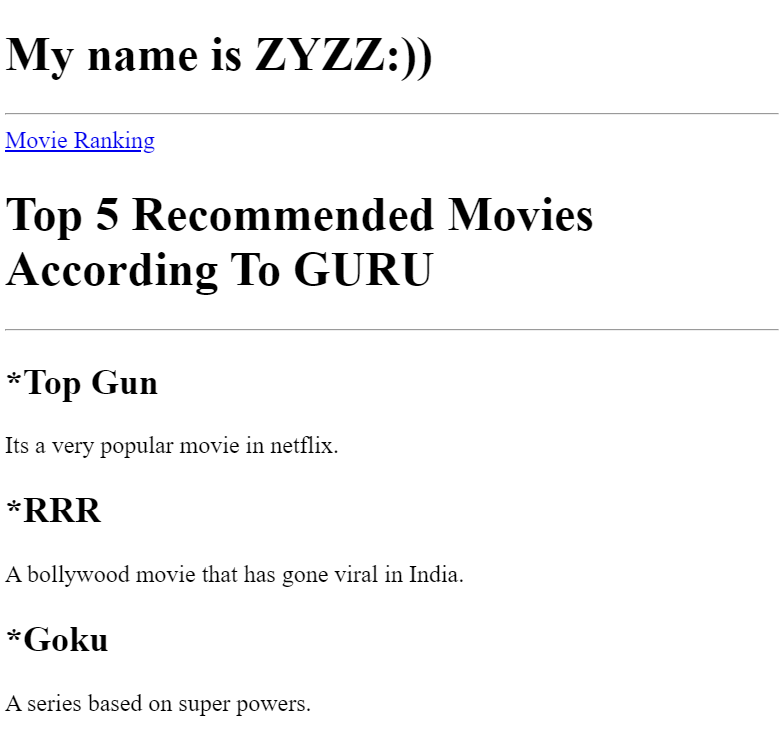 My name is ZYZZ:))
Movie Ranking
Top 5 Recommended Movies
According To GURU
*Top Gun
Its a very popular movie in netflix.
*RRR
A bollywood movie that has gone viral in India.
*Goku
A series based on super powers.